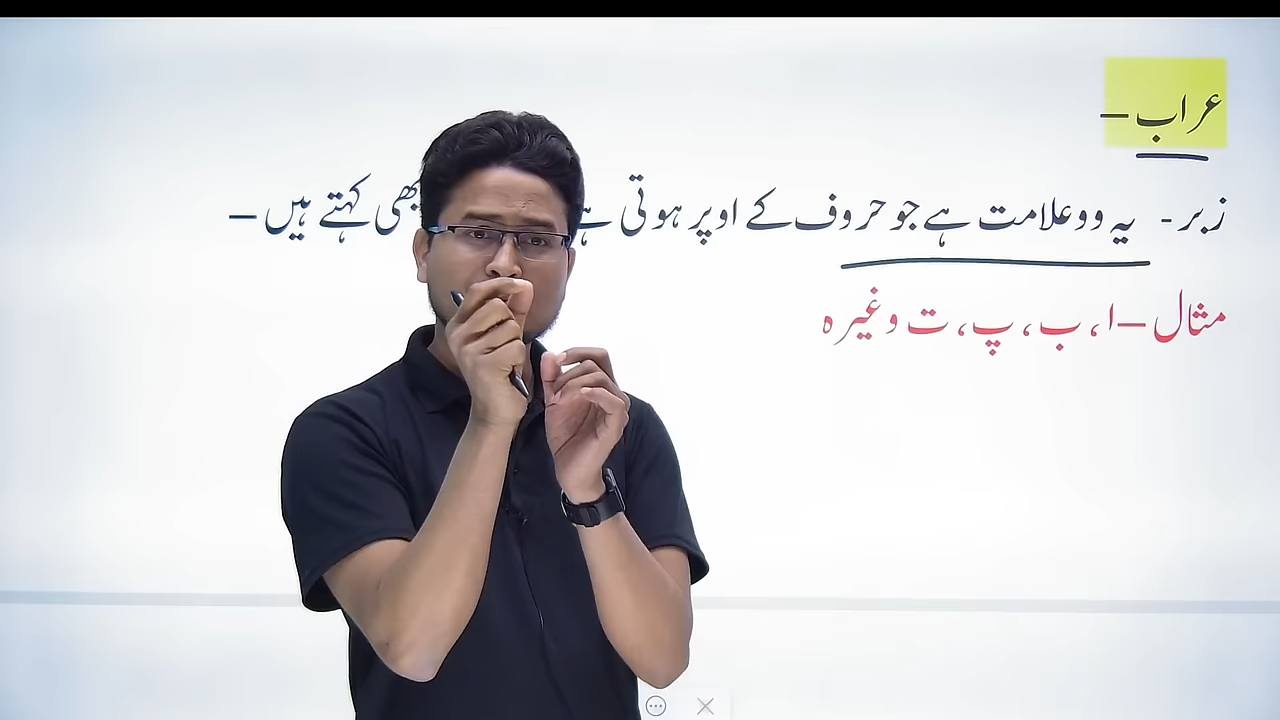 عراب –
زبر - یہ وو علامت ہے جو حروف کے اوپر ہوتی ہے بھی کہتے ہیں –
مثال – ا، ب، پ، ت وغیرہ